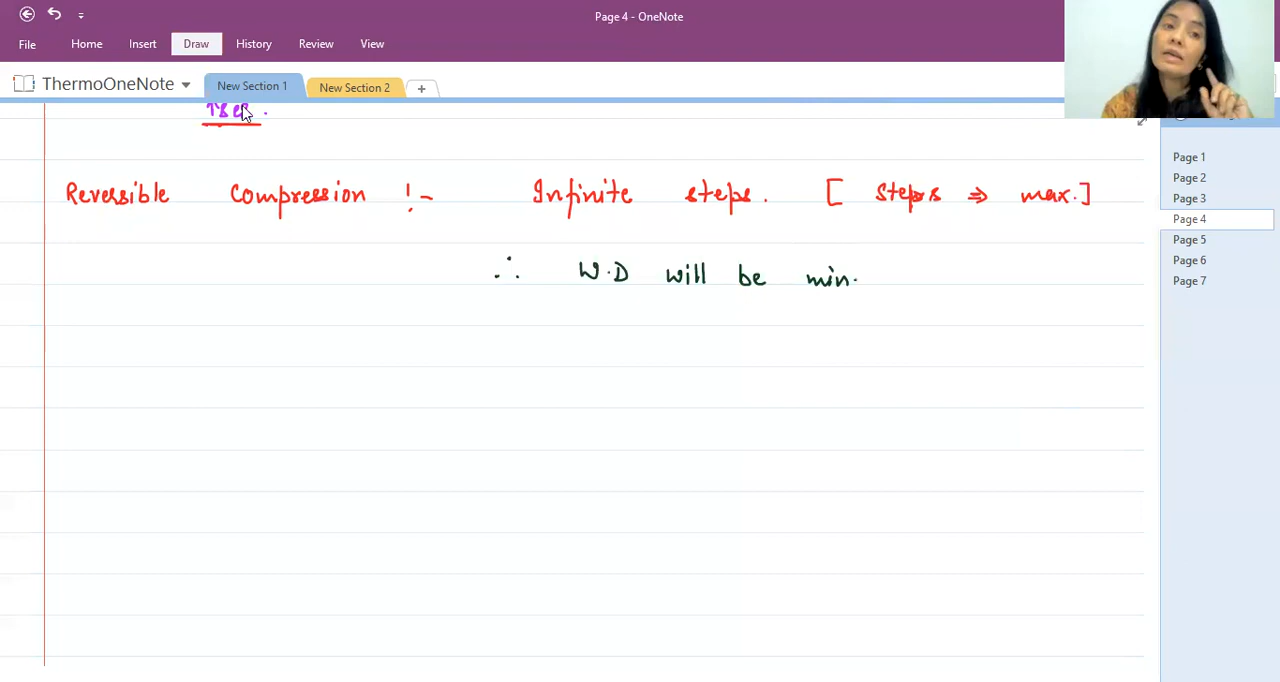 Page 4 - OneNote
File Home Insert Draw History Review View
ThermoOneNote New Section 1 New Section 2 +
Reversible Compression :- Infinite steps. [ Steps ⇒ max.]
∴ W.D will be min.
Page 1
Page 2
Page 3
Page 4
Page 5
Page 6
Page 7